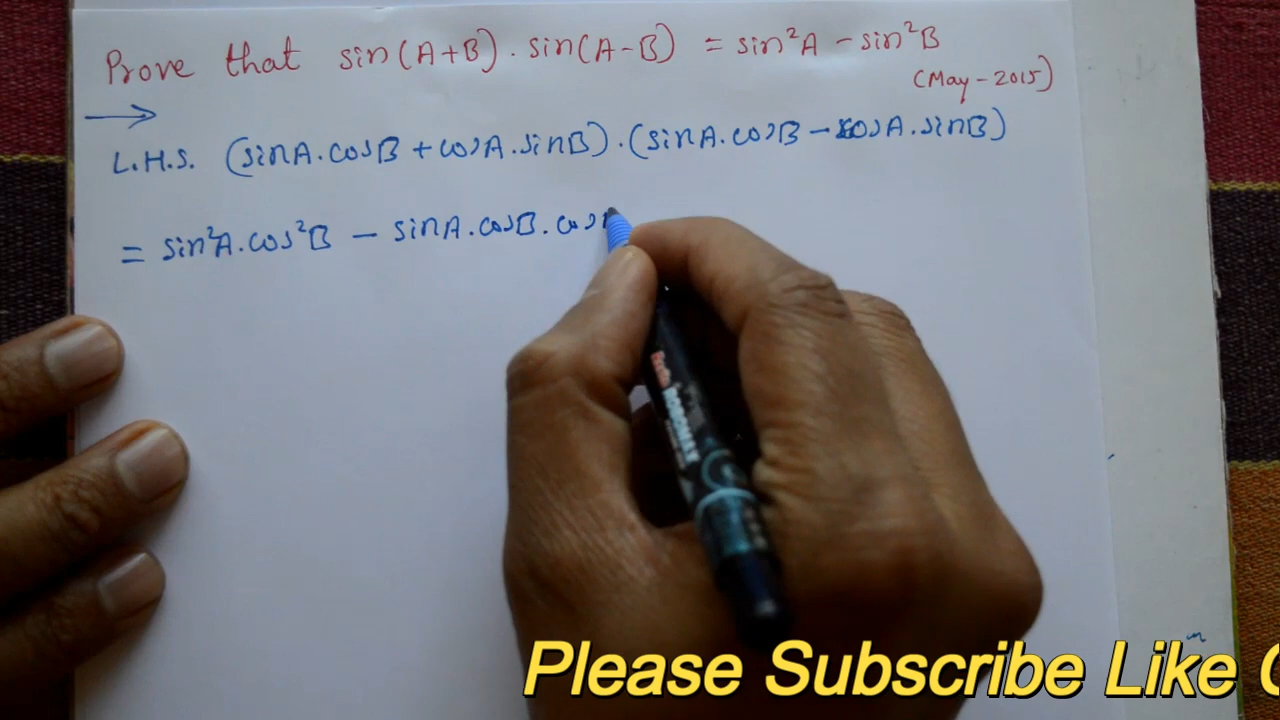 Prove that sin(A+B) . sin(A-B) = sin²A - sin²B
(May-2015)
L.H.S. (sinA.cosB + cosA.sinB) . (sinA.cosB - cosA.sinB)
= sin²A.cos²B - sinA.cosB.cos
Please Subscribe Like